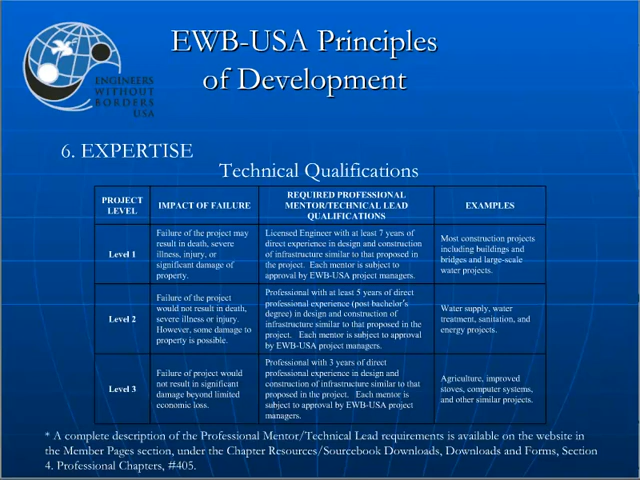 EWB-USA Principles
of Development
ENGINEERS
WITHOUT
BORDERS
USA
6. EXPERTISE
Technical Qualifications
PROJECT
LEVEL
IMPACT OF FAILURE
REQUIRED PROFESSIONAL
MENTOR/TECHNICAL LEAD
QUALIFICATIONS
EXAMPLES
Level 1
Failure of the project may
result in death, severe
illness, injury, or
significant damage of
property.
Licensed Engineer with at least 7 years of
direct experience in design and construction
of infrastructure similar to that proposed in
the project. Each mentor is subject to
approval by EWB-USA project managers.
Most construction projects
including buildings and
bridges and large-scale
water projects.
Level 2
Failure of the project
would not result in death,
severe illness or injury.
However, some damage to
property is possible.
Professional with at least 5 years of direct
professional experience (post bachelor's
degree) in design and construction of
infrastructure similar to that proposed in the
project. Each mentor is subject to approval
by EWB-USA project managers.
Water supply, water
treatment, sanitation, and
energy projects.
Level 3
Failure of project would
not result in significant
damage beyond limited
economic loss.
Professional with 3 years of direct
professional experience in design and
construction of infrastructure similar to that
proposed in the project. Each mentor is
subject to approval by EWB-USA project
managers.
Agriculture, improved
stoves, computer systems,
and other similar projects.
* A complete description of the Professional Mentor/Technical Lead requirements is available on the website in
the Member Pages section, under the Chapter Resources/Sourcebook Downloads, Downloads and Forms, Section
4. Professional Chapters, #405.